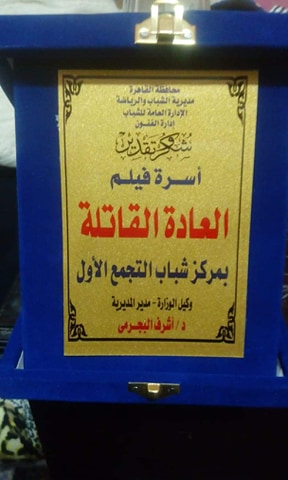 محافظة القاهرة
مديرية الشباب والرياضة
الإدارة العامة للشباب
إدارة الفنون
شكر وتقدير
أسرة فيلم
العادة القاتلة
بمركز شباب التجمع الأول
وكيل الوزارة - مدير المديرية
د/ أشرف البجرمى